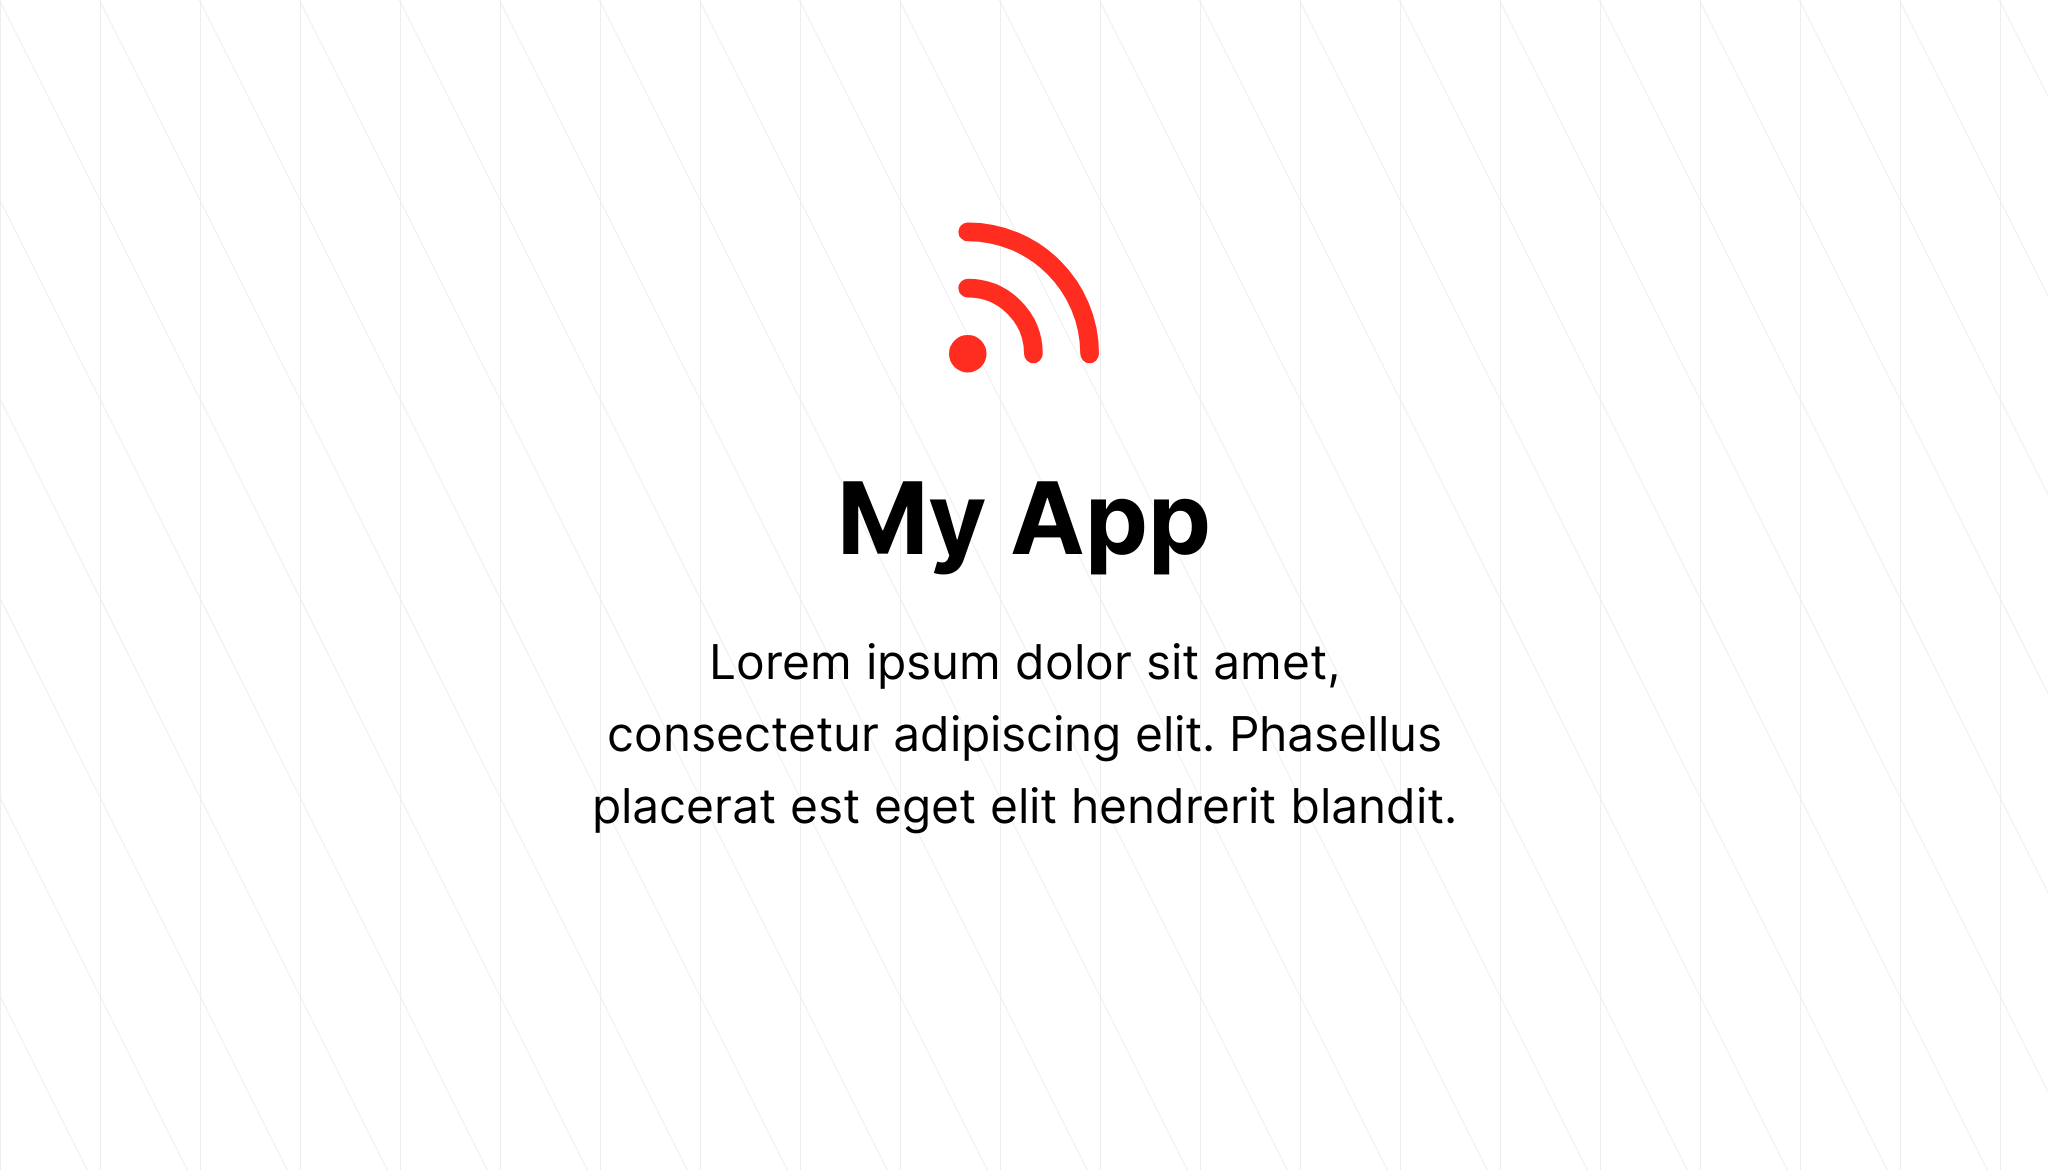 My App
Lorem ipsum dolor sit amet,
consectetur adipiscing elit. Phasellus
placerat est eget elit hendrerit blandit.